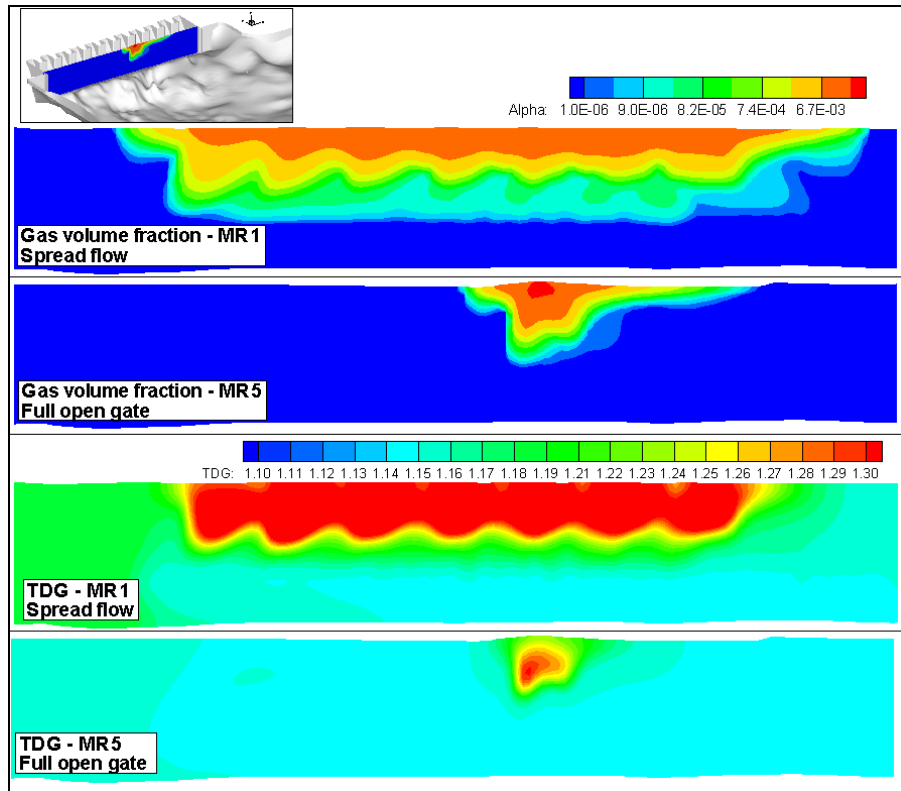 Alpha: 1.0E-06 9.0E-06 8.2E-05 7.4E-04 6.7E-03
Gas volume fraction - MR1
Spread flow
Gas volume fraction - MR5
Full open gate
TDG: 1.10 1.11 1.12 1.13 1.14 1.15 1.16 1.17 1.18 1.19 1.21 1.22 1.23 1.24 1.25 1.26 1.27 1.28 1.29 1.30
TDG - MR1
Spread flow
TDG - MR5
Full open gate